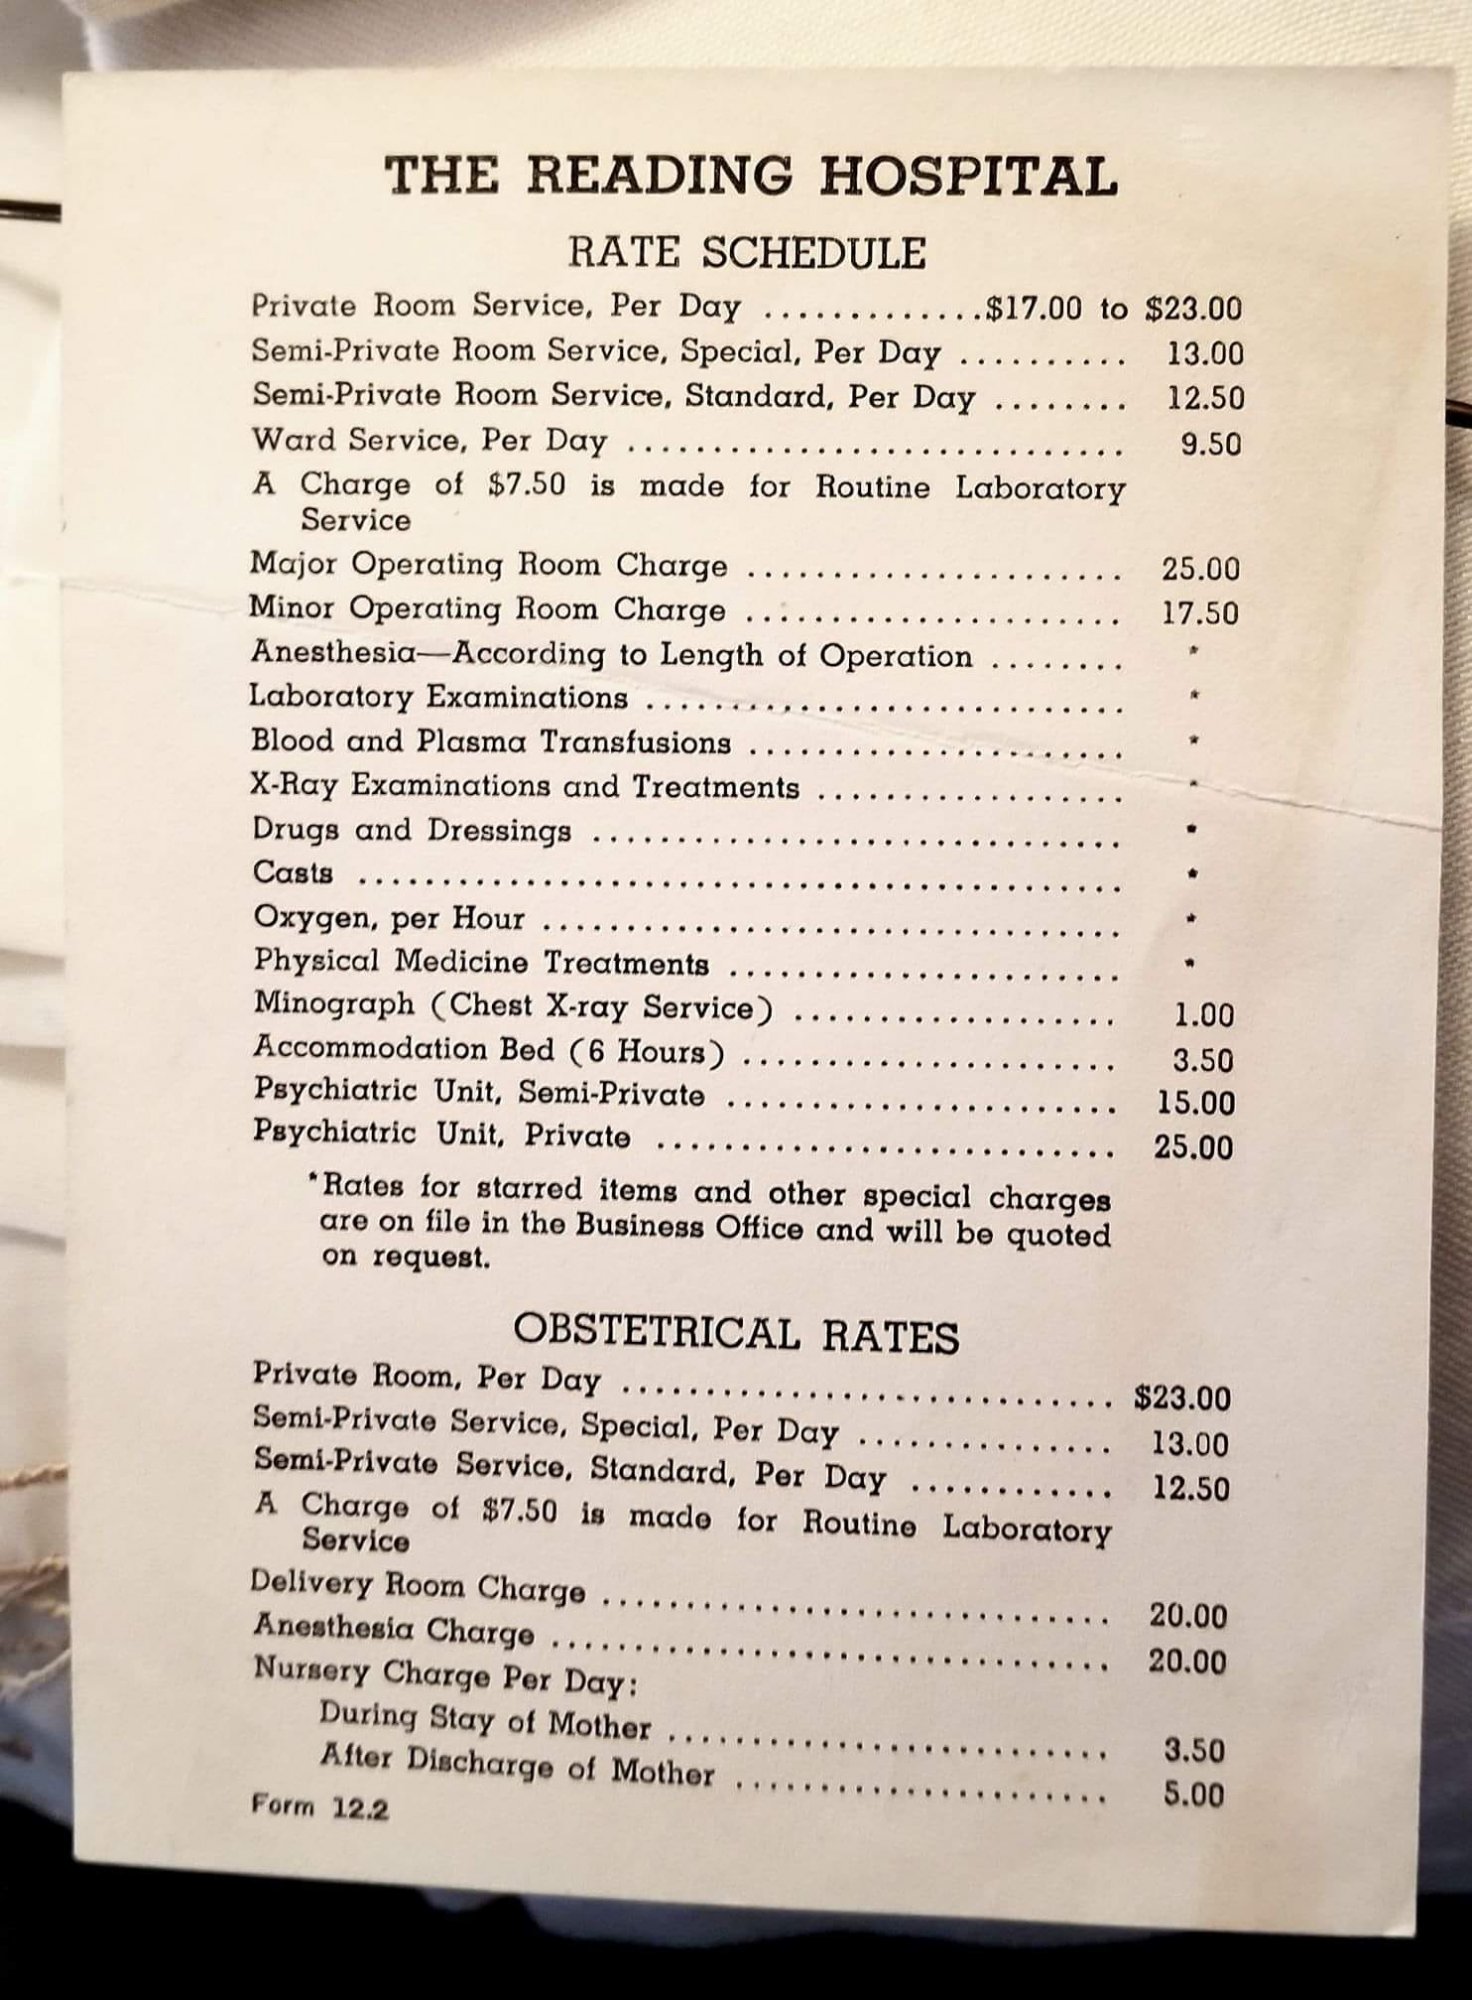 THE READING HOSPITAL
RATE SCHEDULE
Private Room Service, Per Day .............$17.00 to $23.00
Semi-Private Room Service, Special, Per Day .......... 13.00
Semi-Private Room Service, Standard, Per Day ........ 12.50
Ward Service, Per Day ............................. 9.50
A Charge of $7.50 is made for Routine Laboratory
Service
Major Operating Room Charge ...................... 25.00
Minor Operating Room Charge ...................... 17.50
Anesthesia—According to Length of Operation ........ *
Laboratory Examinations ............................ *
Blood and Plasma Transfusions ...................... *
X-Ray Examinations and Treatments .................. *
Drugs and Dressings ............................... *
Casts ............................................. *
Oxygen, per Hour .................................. *
Physical Medicine Treatments ....................... *
Minograph (Chest X-ray Service) ................... 1.00
Accommodation Bed (6 Hours) ...................... 3.50
Psychiatric Unit, Semi-Private ....................... 15.00
Psychiatric Unit, Private ........................... 25.00
*Rates for starred items and other special charges
are on file in the Business Office and will be quoted
on request.
OBSTETRICAL RATES
Private Room, Per Day ............................. $23.00
Semi-Private Service, Special, Per Day ............... 13.00
Semi-Private Service, Standard, Per Day ............ 12.50
A Charge of $7.50 is made for Routine Laboratory
Service
Delivery Room Charge .............................. 20.00
Anesthesia Charge ................................. 20.00
Nursery Charge Per Day:
During Stay of Mother .......................... 3.50
After Discharge of Mother ...................... 5.00
Form 12.2